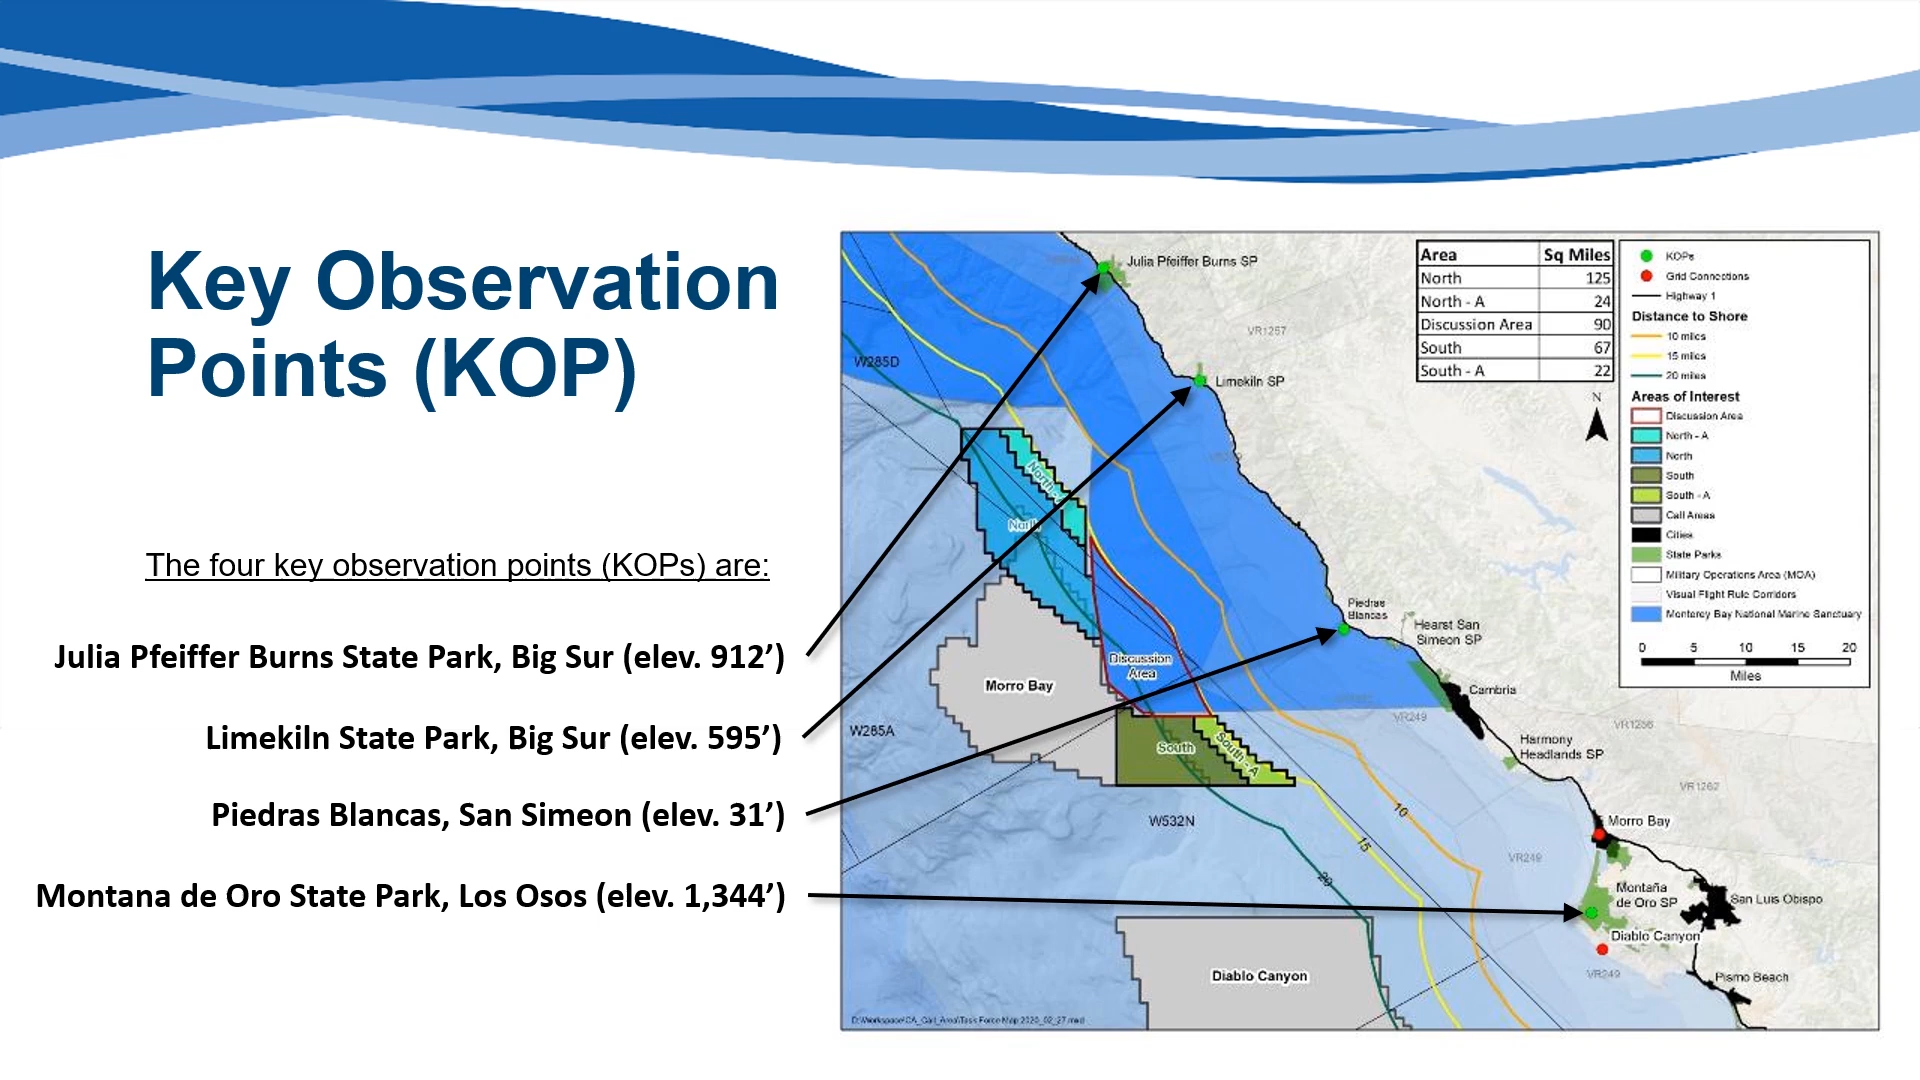 Key Observation
Points (KOP)
The four key observation points (KOPs) are:
Julia Pfeiffer Burns State Park, Big Sur (elev. 912’)
Limekiln State Park, Big Sur (elev. 595’)
Piedras Blancas, San Simeon (elev. 31’)
Montana de Oro State Park, Los Osos (elev. 1,344’)
Julia Pfeiffer Burns SP
VR1257
W285D
Limekiln SP
North
Piedras
Blancas
Hearst San
Simeon SP
Discussion
Area
Morro Bay
Cambria
VR249
W285A
South
South - A
Harmony
Headlands SP
VR1256
VR1262
W532N
10
15
20
Morro Bay
VR249
Montaña
de Oro SP
San Luis Obispo
Diablo Canyon
VR249
Pismo Beach
Diablo Canyon
Area Sq Miles
North 125
North - A 24
Discussion Area 90
South 67
South - A 22
N
KOPs
Grid Connections
Highway 1
Distance to Shore
10 miles
15 miles
20 miles
Areas of Interest
Discussion Area
North - A
North
South
South - A
Call Areas
Cities
State Parks
Military Operations Area (MOA)
Visual Flight Rule Corridors
Monterey Bay National Marine Sanctuary
0 5 10 15 20
Miles